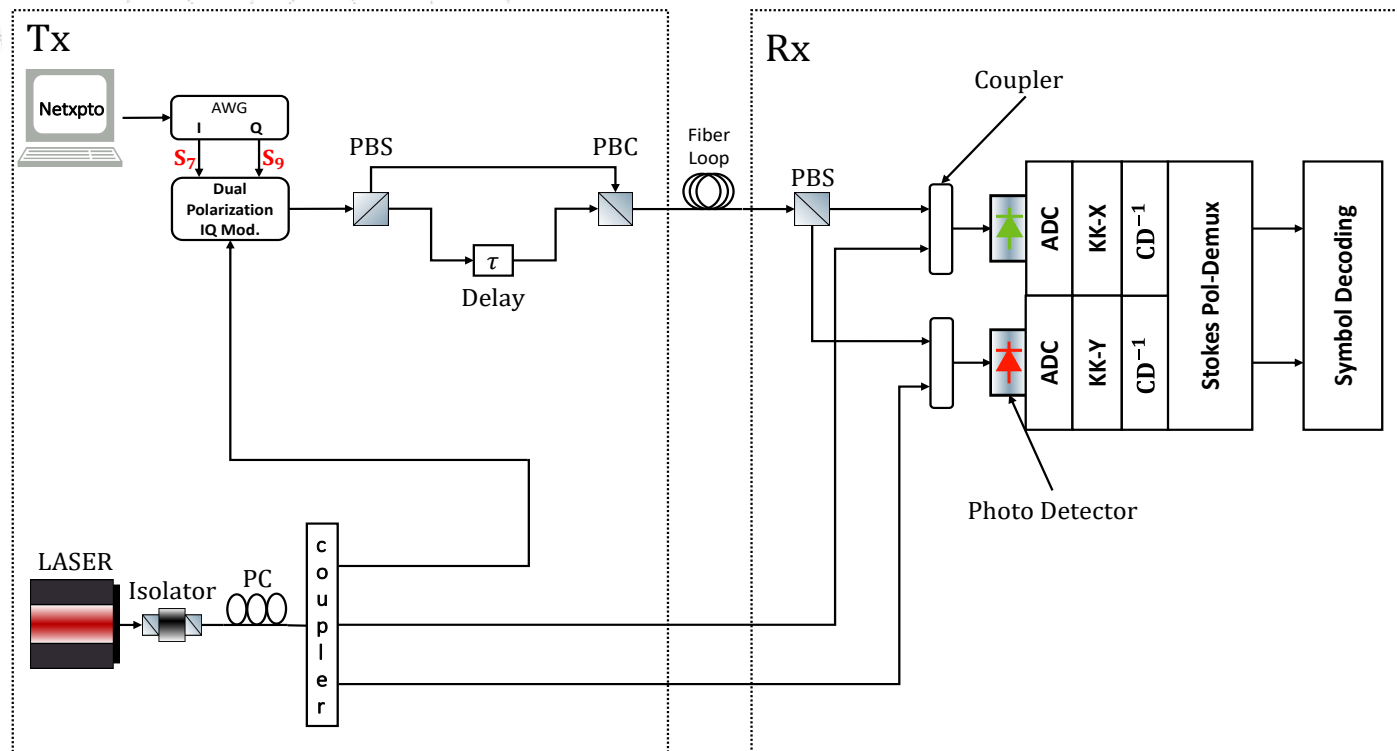 Tx
Netxpto
AWG
I Q
S₇ S₉
Dual
Polarization
IQ Mod.
PBS
PBC
τ
Delay
Fiber
Loop
LASER
Isolator
PC
coupler
Rx
Coupler
PBS
ADC
KK-X
CD⁻¹
ADC
KK-Y
CD⁻¹
Stokes Pol-Demux
Symbol Decoding
Photo Detector